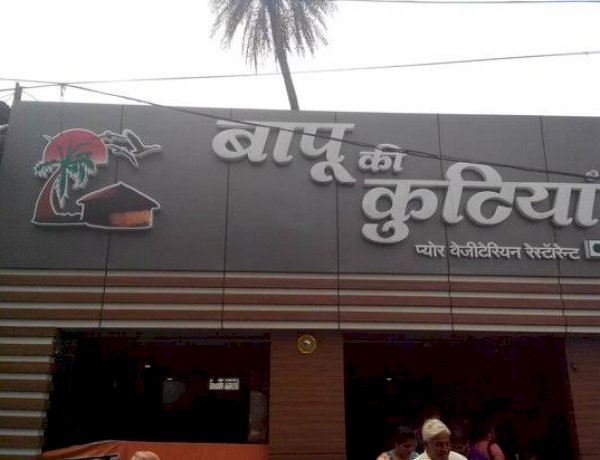 बापू
की
कुटिया
प्योर वेजीटेरियन रेस्टॉरेन्ट